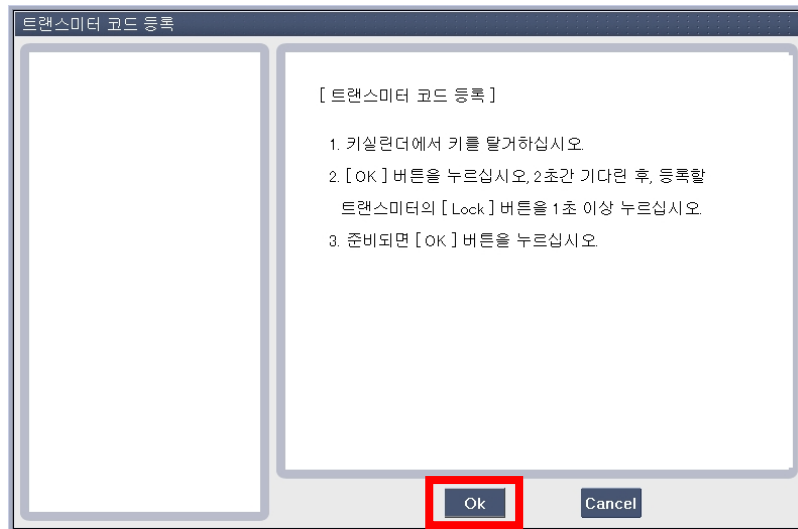 트랜스미터 코드 등록
[ 트랜스미터 코드 등록 ]
1. 키실린더에서 키를 탈거하십시오.
2. [ OK ] 버튼을 누르십시오, 2초간 기다린 후, 등록할
트랜스미터의 [ Lock ] 버튼을 1초 이상 누르십시오.
3. 준비되면 [ OK ] 버튼을 누르십시오.
Ok
Cancel